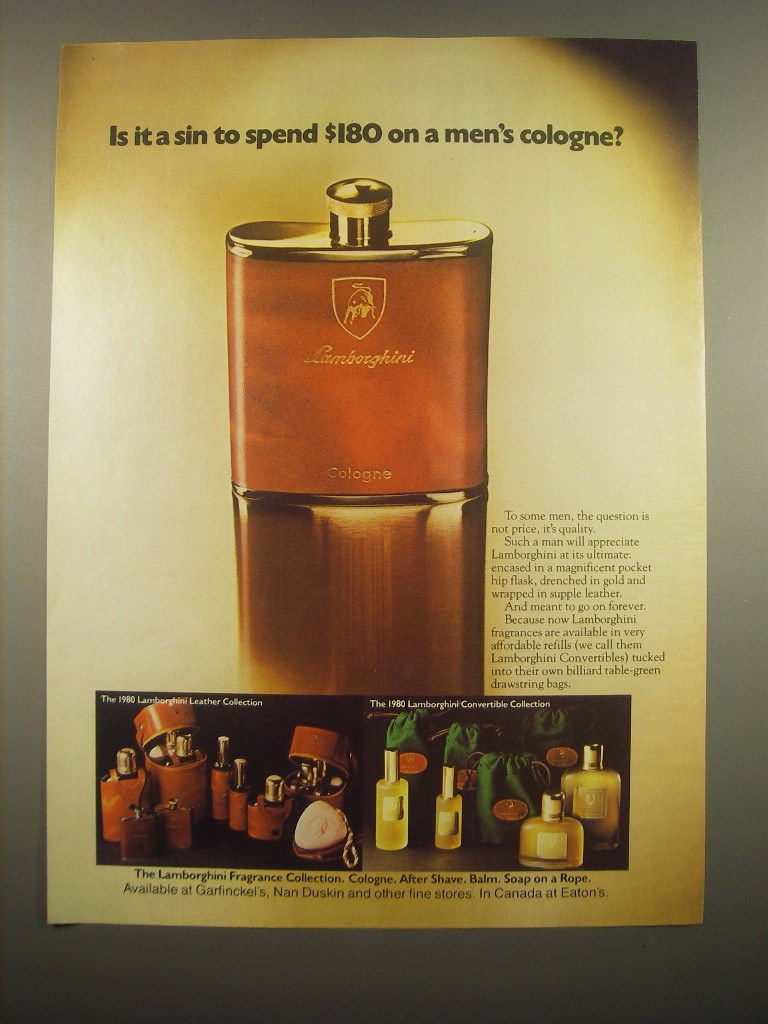 Is it a sin to spend $180 on a men's cologne?
Lamborghini
Cologne
To some men, the question is
not price, it's quality.
Such a man will appreciate
Lamborghini at its ultimate:
encased in a magnificent pocket
hip flask, drenched in gold and
wrapped in supple leather.
And meant to go on forever.
Because now Lamborghini
fragrances are available in very
affordable refills (we call them
Lamborghini Convertibles) tucked
into their own billiard table-green
drawstring bags.
The 1980 Lamborghini Leather Collection
The 1980 Lamborghini Convertible Collection
The Lamborghini Fragrance Collection. Cologne. After Shave. Balm. Soap on a Rope.
Available at Garfinckel's, Nan Duskin and other fine stores. In Canada at Eaton's.